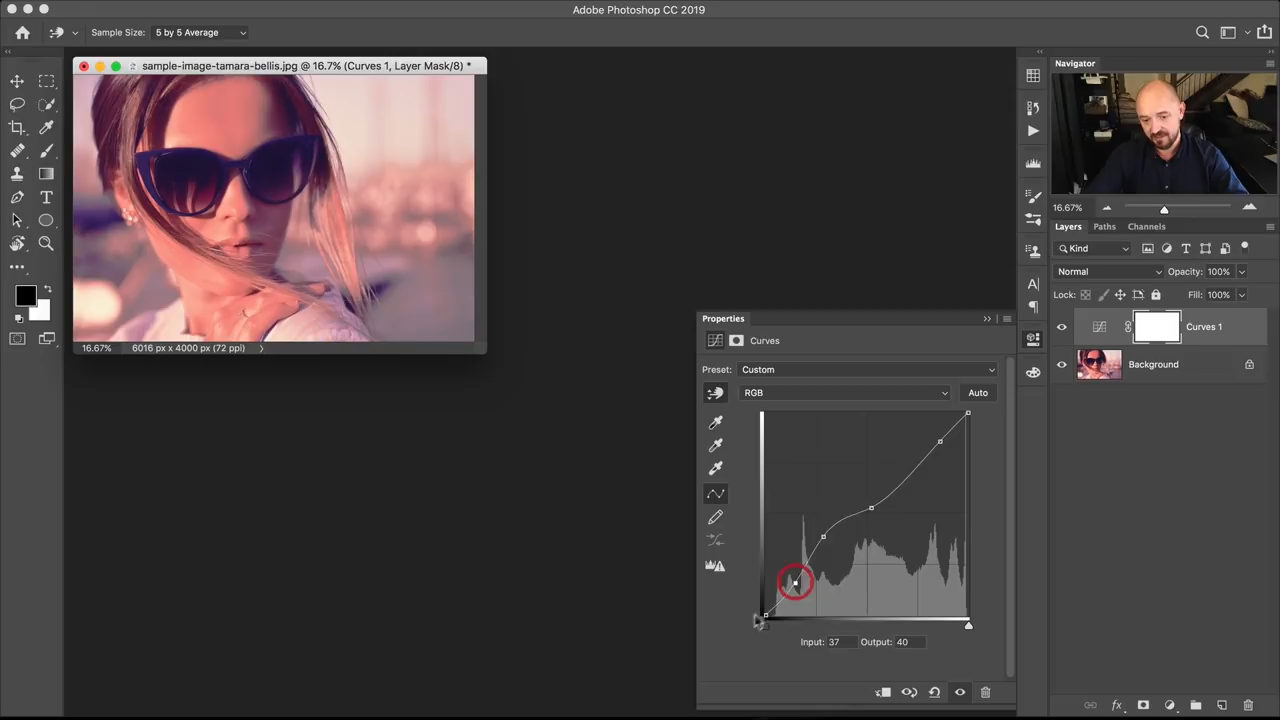 Adobe Photoshop CC 2019
Sample Size: 5 by 5 Average
sample-image-tamara-bellis.jpg @ 16.7% (Curves 1, Layer Mask/8) *
Navigator
16.67%
Layers Paths Channels
Kind
Normal Opacity: 100%
Lock: Fill: 100%
Curves 1
Background
16.67% 6016 px x 4000 px (72 ppi)
Properties
Curves
Preset: Custom
RGB Auto
Input: 37 Output: 40
fx